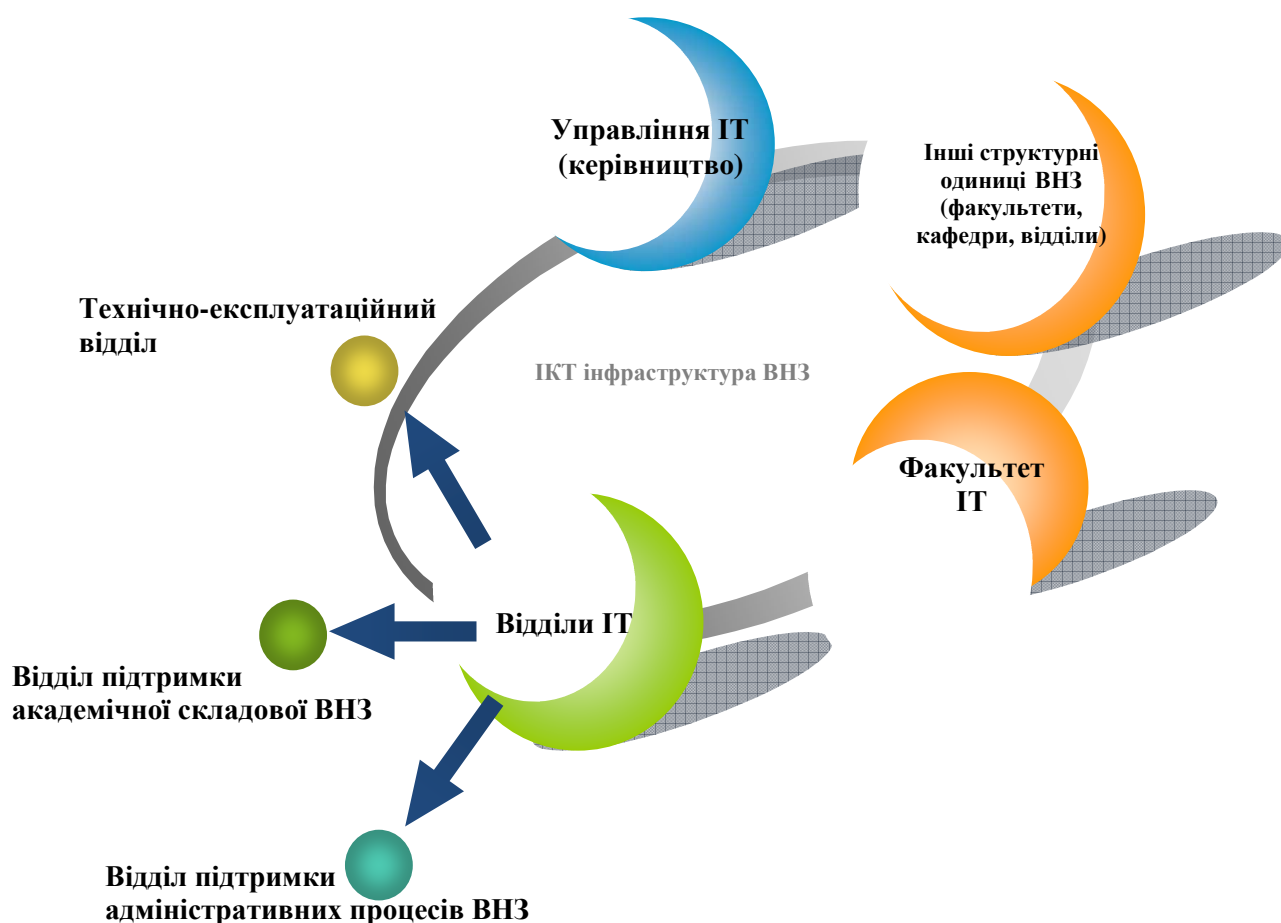 Управління ІТ
(керівництво)
Інші структурні
одиниці ВНЗ
(факультети,
кафедри, відділи)
Технічно-експлуатаційний
відділ
ІКТ інфраструктура ВНЗ
Факультет
ІТ
Відділи ІТ
Відділ підтримки
академічної складової ВНЗ
Відділ підтримки
адміністративних процесів ВНЗ